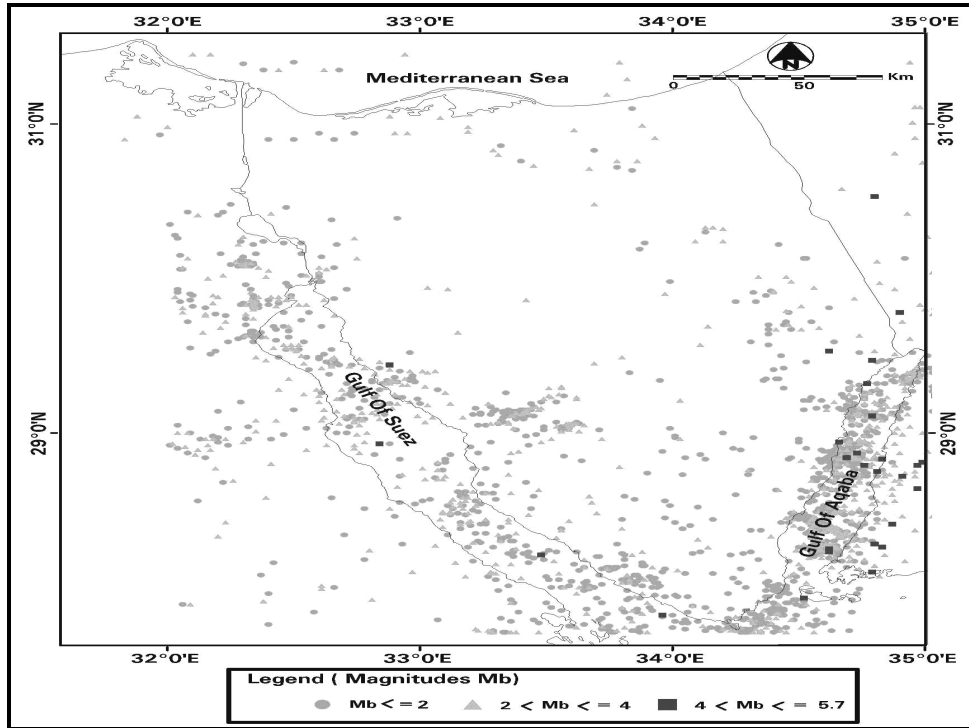 32°0'E 33°0'E 34°0'E 35°0'E
Mediterranean Sea
N
Km
0 50
31°0'N 31°0'N
Gulf Of Suez
29°0'N 29°0'N
Gulf Of Aqaba
32°0'E 33°0'E 34°0'E 35°0'E
Legend ( Magnitudes Mb)
Mb < = 2 2 < Mb < = 4 4 < Mb < = 5.7